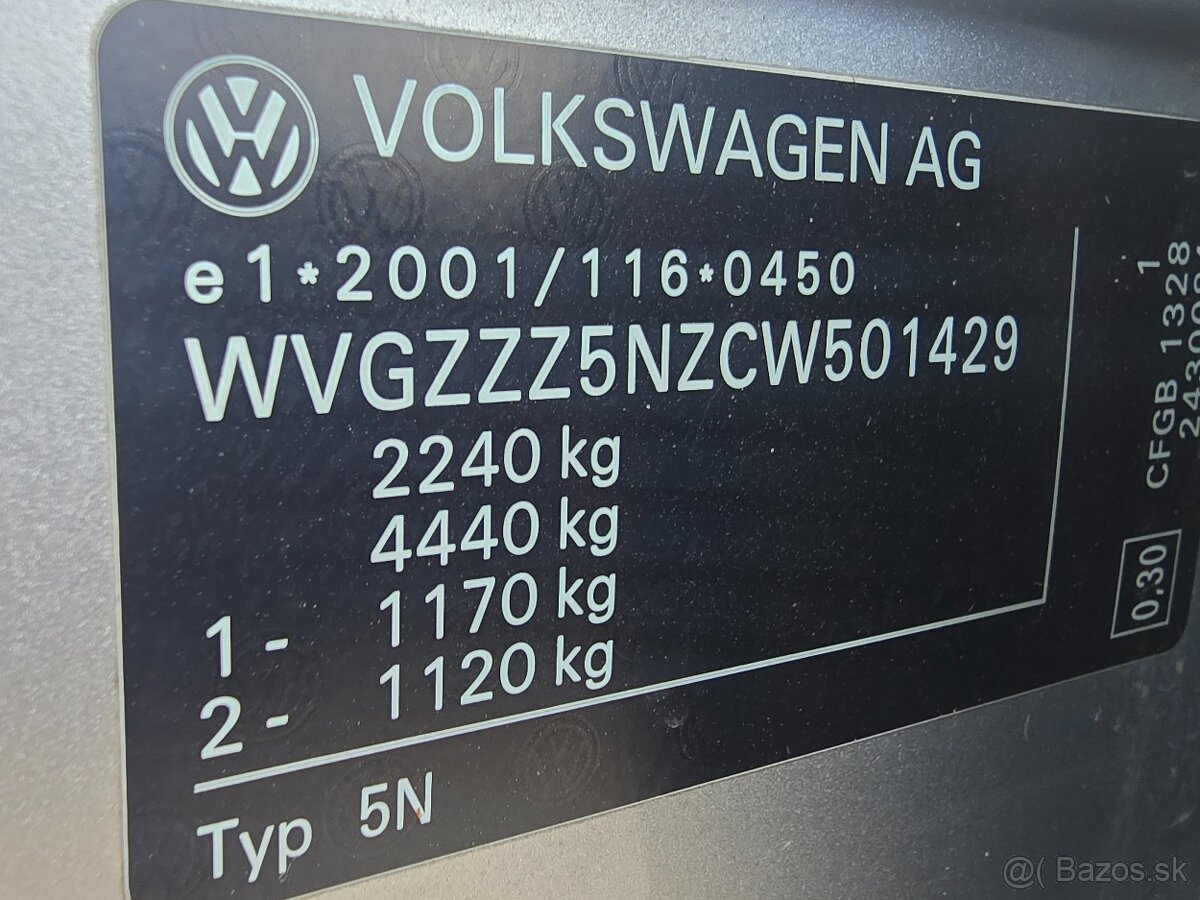 VOLKSWAGEN AG
e1*2001/116*0450
WVGZZZ5NZCW501429
2240 kg
4440 kg
1- 1170 kg
2- 1120 kg
Typ 5N
1
CFGB 1328
0,30
@( Bazos.sk